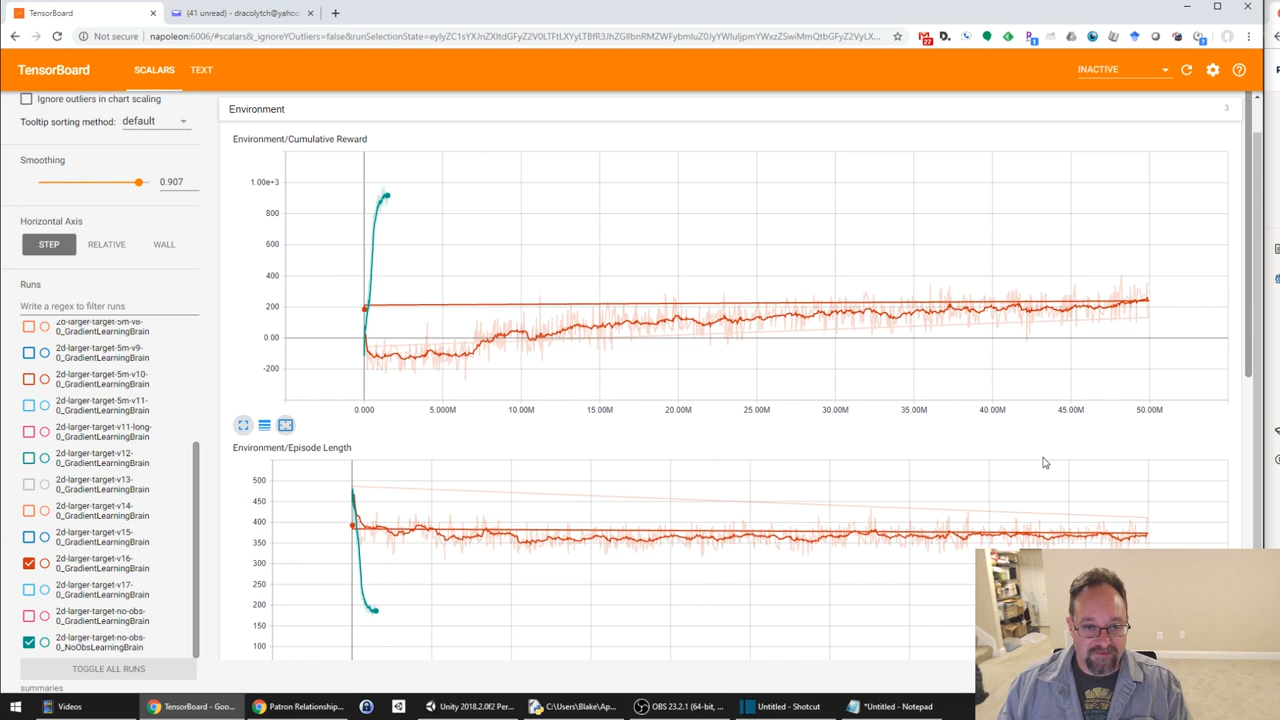 TensorBoard
(41 unread) - dracolytch@yahoo
Not secure
napoleon:6006/#scalars&_ignoreYOutliers=false&runSelectionState=
27
TensorBoard
SCALARS
TEXT
INACTIVE
Ignore outliers in chart scaling
Tooltip sorting method: default
Smoothing
0.907
Horizontal Axis
STEP
RELATIVE
WALL
Runs
Write a regex to filter runs
2d-larger-target-5m-v8-
0_GradientLearningBrain
2d-larger-target-5m-v9-
0_GradientLearningBrain
2d-larger-target-5m-v10-
0_GradientLearningBrain
2d-larger-target-5m-v11-
0_GradientLearningBrain
2d-larger-target-v11-long-
0_GradientLearningBrain
2d-larger-target-v12-
0_GradientLearningBrain
2d-larger-target-v13-
0_GradientLearningBrain
2d-larger-target-v14-
0_GradientLearningBrain
2d-larger-target-v15-
0_GradientLearningBrain
2d-larger-target-v16-
0_GradientLearningBrain
2d-larger-target-v17-
0_GradientLearningBrain
2d-larger-target-no-obs-
0_GradientLearningBrain
2d-larger-target-no-obs-
0_NoObsLearningBrain
TOGGLE ALL RUNS
summaries
Environment
3
Environment/Cumulative Reward
1.00e+3
800
600
400
200
0.00
-200
0.000 5.000M 10.00M 15.00M 20.00M 25.00M 30.00M 35.00M 40.00M 45.00M 50.00M
Environment/Episode Length
500
450
400
350
300
250
200
150
100
Videos
TensorBoard - Goo...
Patron Relationship...
Unity 2018.2.0f2 Per...
C:\Users\Blake\Ap...
OBS 23.2.1 (64-bit, ...
Untitled - Shotcut
*Untitled - Notepad